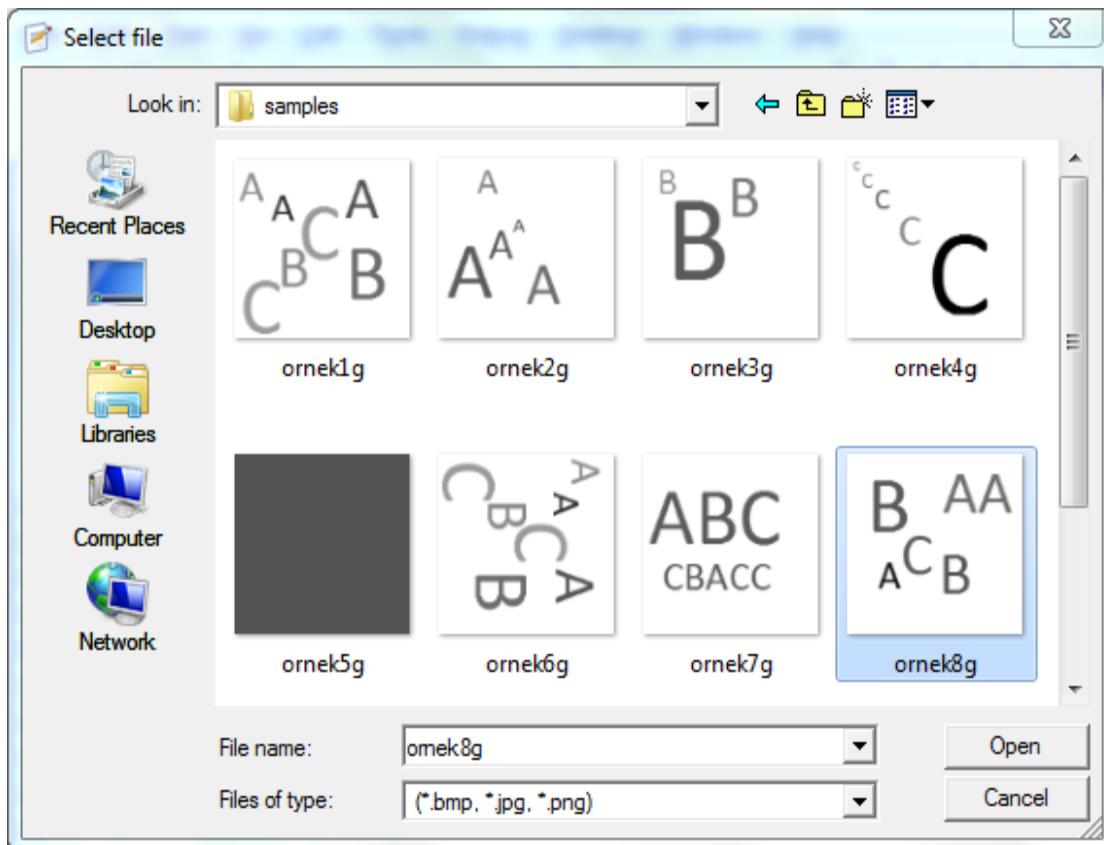 Select file
Look in: samples
Recent Places
Desktop
Libraries
Computer
Network
A A A
C B
B
C
ornek1g
A
A A A
A
ornek2g
B B
B
ornek3g
c c C
C
C
ornek4g
ornek5g
C A
B A
C
B A
ornek6g
ABC
CBACC
ornek7g
B AA
A C B
ornek8g
File name: ornek8g Open
Files of type: (*.bmp, *.jpg, *.png) Cancel